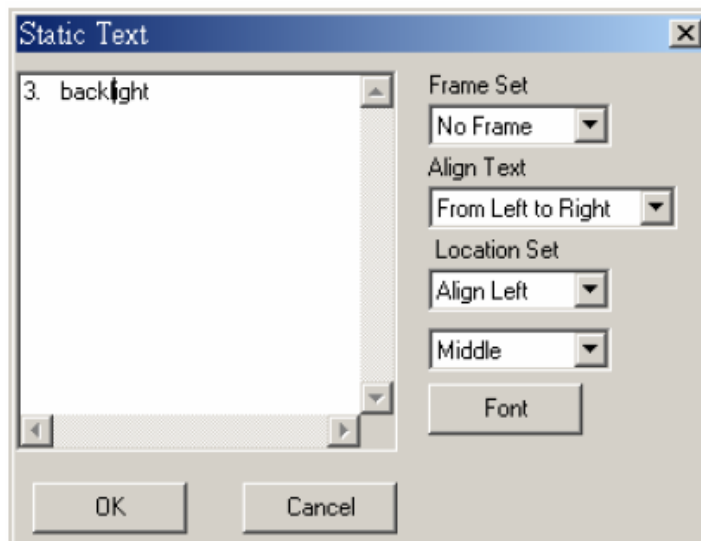 Static Text
3. backlight
Frame Set
No Frame
Align Text
From Left to Right
Location Set
Align Left
Middle
Font
OK Cancel